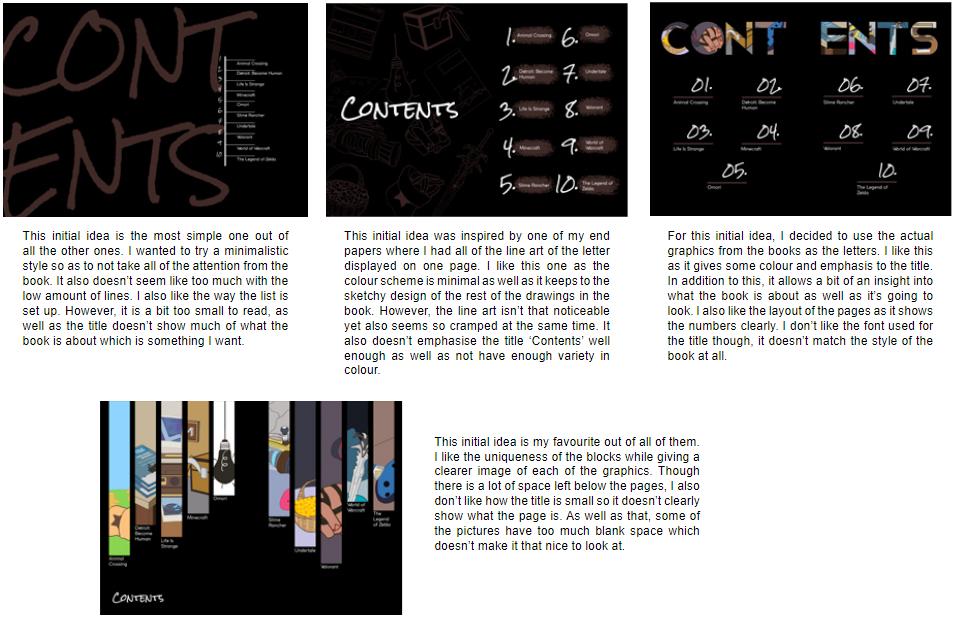 CONT
ENTS
1
Animal Crossing
2
Detroit: Become Human
3
Life is Strange
4
Minecraft
5
Omori
6
Slime Rancher
7
Undertale
8
Valorant
9
World of Warcraft
10
The Legend of Zelda
CONTENTS
1. Animal Crossing
2. Detroit: Become
Human
3. Life is Strange
4. Minecraft
5. Slime Rancher
6. Omori
7. Undertale
8. Valorant
9. World of
Warcraft
10. The Legend of
Zelda
CONT ENTS
01. 02. 06. 07.
Animal Crossing Detroit: Become Slime Rancher Undertale
Human
03. 04. 08. 09.
Life is Strange Minecraft Valorant World of Warcraft
05. 10.
Omori The Legend of
Zelda
This initial idea is the most simple one out of
all the other ones. I wanted to try a minimalistic
style so as to not take all of the attention from the
book. It also doesn't seem like too much with the
low amount of lines. I also like the way the list is
set up. However, it is a bit too small to read, as
well as the title doesn't show much of what the
book is about which is something I want.
This initial idea was inspired by one of my end
papers where I had all of the line art of the letter
displayed on one page. I like this one as the
colour scheme is minimal as well as it keeps to the
sketchy design of the rest of the drawings in the
book. However, the line art isn't that noticeable
yet also seems so cramped at the same time. It
also doesn't emphasise the title 'Contents' well
enough as well as not have enough variety in
colour.
For this initial idea, I decided to use the actual
graphics from the books as the letters. I like this
as it gives some colour and emphasis to the title.
In addition to this, it allows a bit of an insight into
what the book is about as well as it's going to
look. I also like the layout of the pages as it shows
the numbers clearly. I don't like the font used for
the title though, it doesn't match the style of the
book at all.
Animal
Crossing
Detroit:
Become
Human
Life is
Strange
Minecraft
Omori
Slime
Rancher
Undertale
Valorant
World of
Warcraft
The
Legend
of Zelda
CONTENTS
This initial idea is my favourite out of all of them.
I like the uniqueness of the blocks while giving a
clearer image of each of the graphics. Though
there is a lot of space left below the pages, I also
don't like how the title is small so it doesn't clearly
show what the page is. As well as that, some of
the pictures have too much blank space which
doesn't make it that nice to look at.